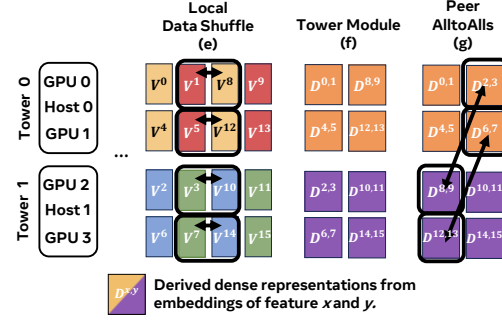 Local Data Shuffle (e)
Tower Module (f)
Peer AlltoAlls (g)
Tower 0
GPU 0
Host 0
GPU 1
Tower 1
GPU 2
Host 1
GPU 3
...
V^0 V^1 V^8 V^9
V^4 V^5 V^12 V^13
V^2 V^3 V^10 V^11
V^6 V^7 V^14 V^15
D^0,1 D^8,9
D^4,5 D^12,13
D^2,3 D^10,11
D^6,7 D^14,15
D^0,1 D^2,3
D^4,5 D^6,7
D^8,9 D^10,11
D^12,13 D^14,15
D^x,y
Derived dense representations from
embeddings of feature x and y.